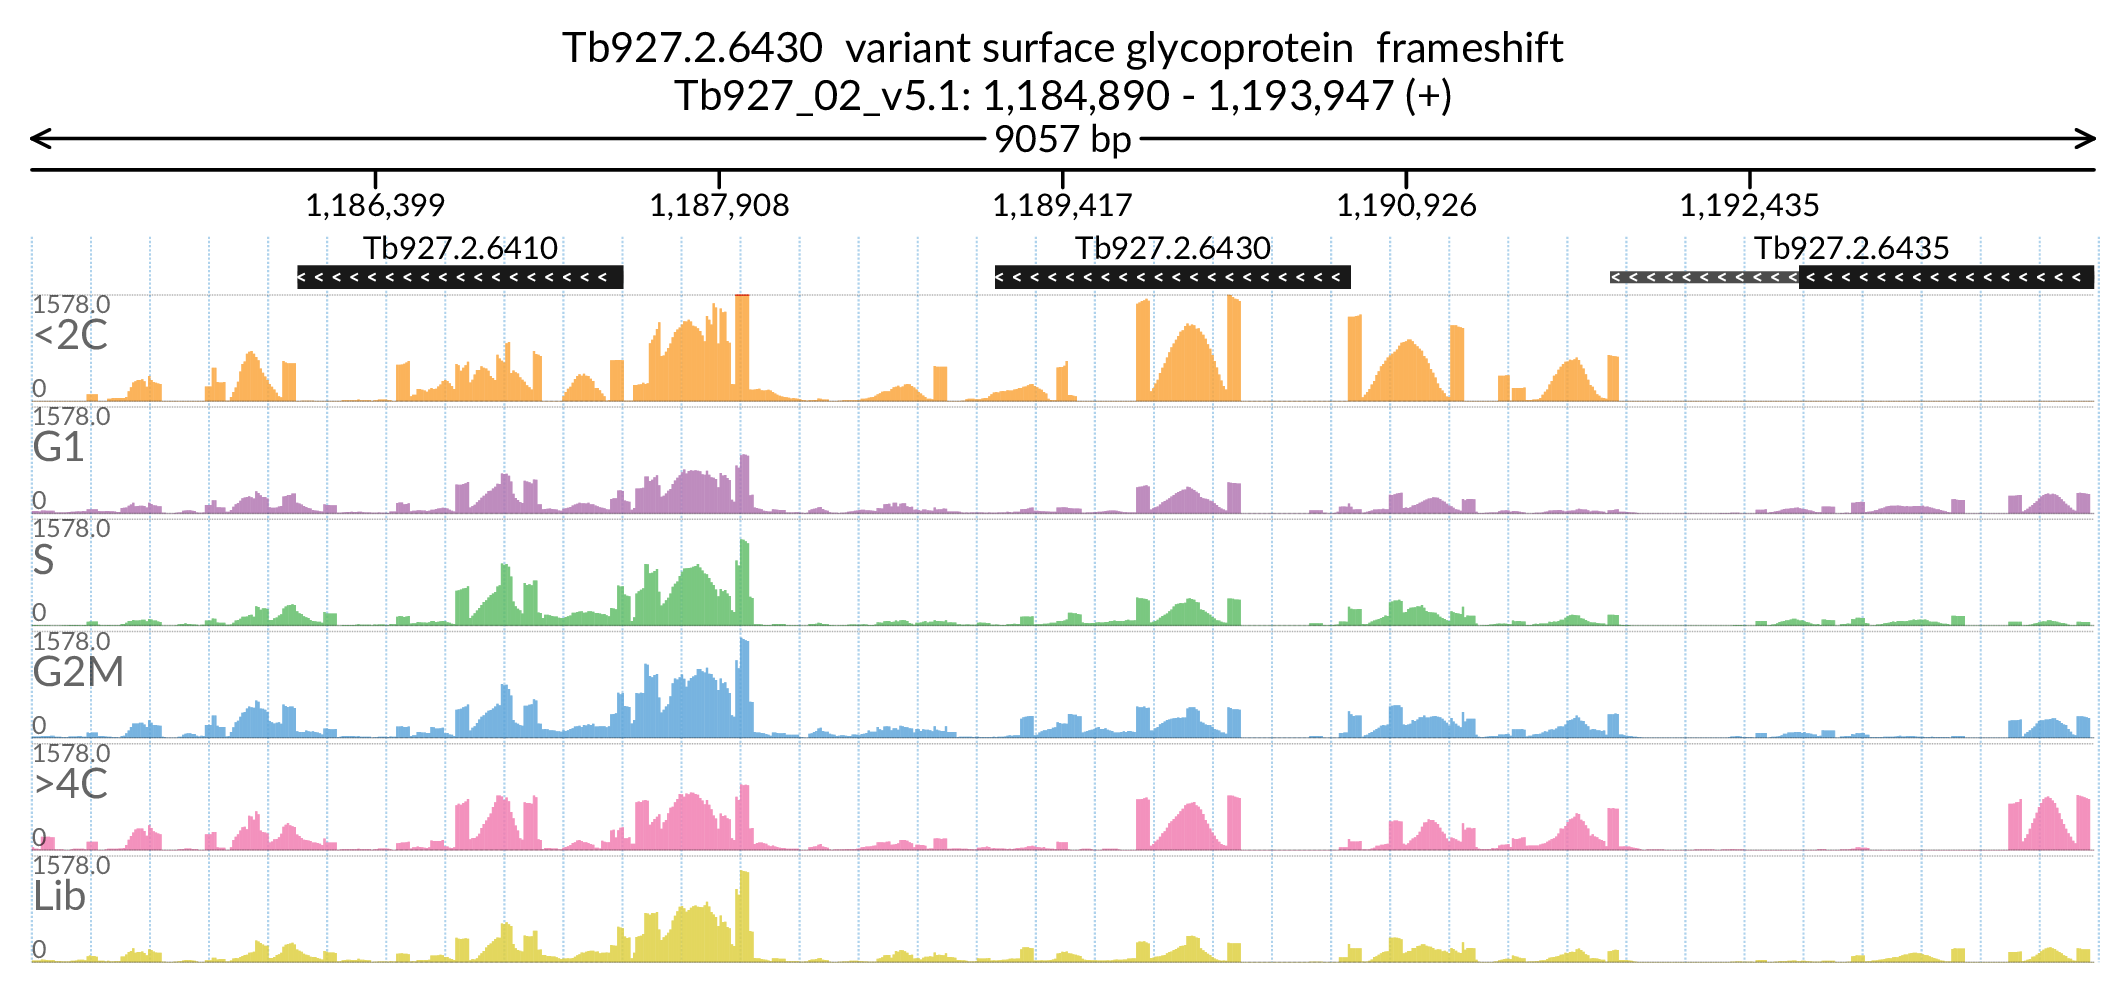 Tb927.2.6430  variant surface glycoprotein  frameshift
Tb927_02_v5.1: 1,184,890 - 1,193,947 (+)
9057 bp
1,186,399 1,187,908 1,189,417 1,190,926 1,192,435
Tb927.2.6410 Tb927.2.6430 Tb927.2.6435
1578.0
<2C
0
1578.0
G1
0
1578.0
S
0
1578.0
G2M
0
1578.0
>4C
0
1578.0
Lib
0